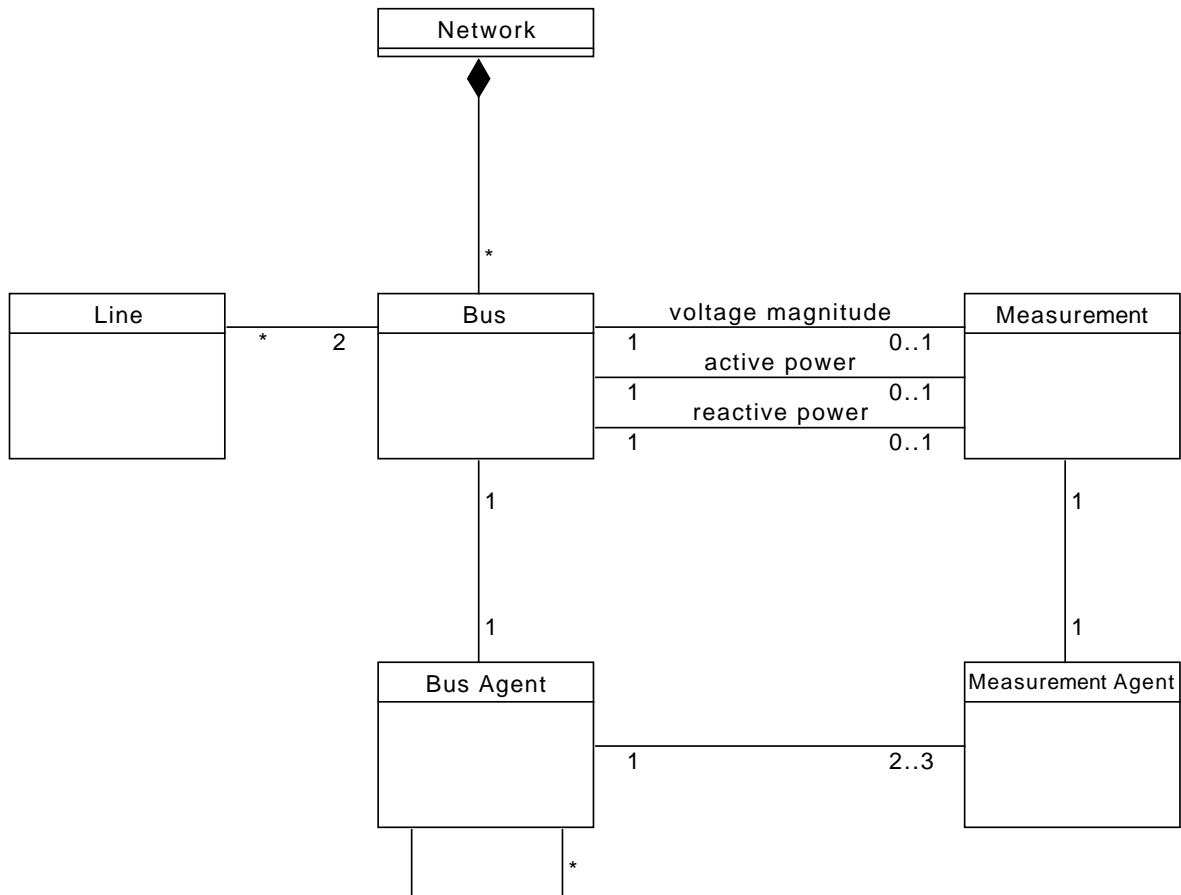 Network
*
Line
Bus
Measurement
voltage magnitude
* 2
1 0..1
active power
1 0..1
reactive power
1 0..1
1
1
1
1
Bus Agent
Measurement Agent
1 2..3
*